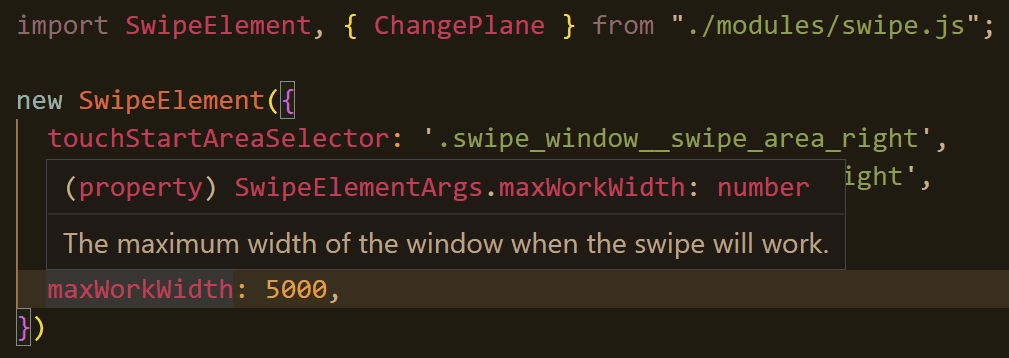 import SwipeElement, { ChangePlane } from "./modules/swipe.js";
new SwipeElement({
touchStartAreaSelector: '.swipe_window__swipe_area_right',
ight',
(property) SwipeElementArgs.maxWorkWidth: number
The maximum width of the window when the swipe will work.
maxWorkWidth: 5000,
})